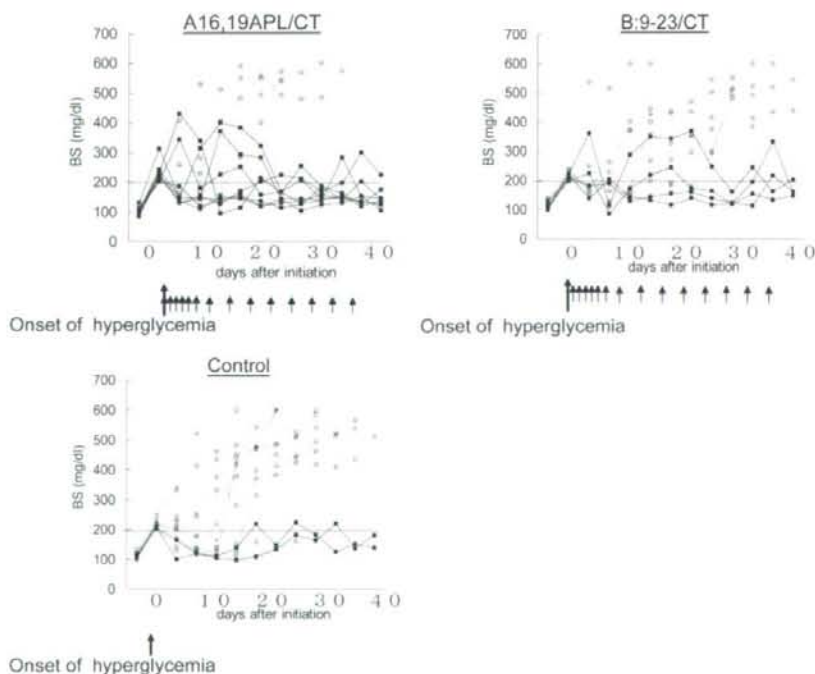 A16,19APL/CT
BS (mg/dl)
700
600
500
400
300
200
100
0
0 10 20 30 40
days after initiation
Onset of hyperglycemia
B:9-23/CT
BS (mg/dl)
700
600
500
400
300
200
100
0
0 10 20 30 40
days after initiation
Onset of hyperglycemia
Control
BS (mg/dl)
700
600
500
400
300
200
100
0
0 10 20 30 40
days after initiation
Onset of hyperglycemia